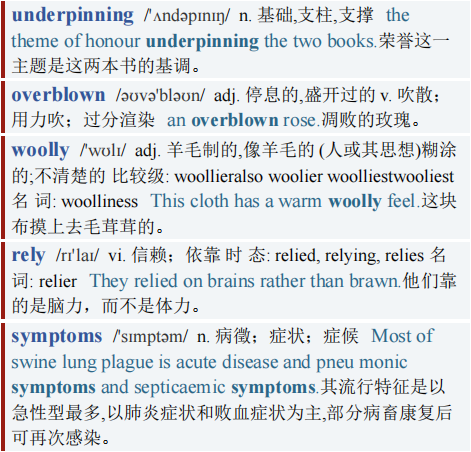 underpinning /'ʌndəpɪnɪŋ/ n. 基础,支柱,支撑 the
theme of honour underpinning the two books.荣誉这一
主题是这两本书的基调。
overblown /əʊvə'bləʊn/ adj. 停息的,盛开过的 v. 吹散；
用力吹；过分渲染 an overblown rose.凋败的玫瑰。
woolly /'wʊlɪ/ adj. 羊毛制的,像羊毛的 (人或其思想)糊涂
的;不清楚的 比较级: woollieralso woolier woolliestwooliest
名 词: woolliness This cloth has a warm woolly feel.这块
布摸上去毛茸茸的。
rely /rɪ'laɪ/ vi. 信赖；依靠 时 态: relied, relying, relies 名
词: relier They relied on brains rather than brawn.他们靠
的是脑力，而不是体力。
symptoms /'sɪmptəm/ n. 病徵；症状；症候 Most of
swine lung plague is acute disease and pneu monic
symptoms and septicaemic symptoms.其流行特征是以
急性型最多,以肺炎症状和败血症状为主,部分病畜康复后
可再次感染。